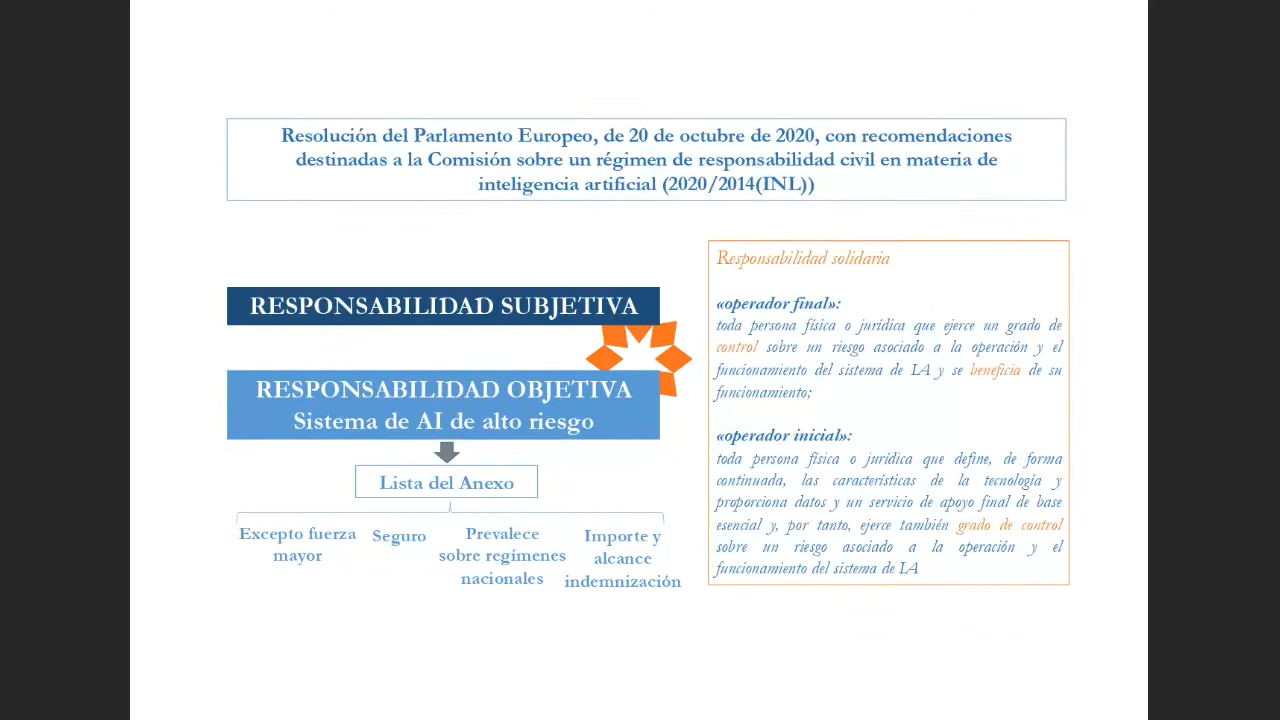 Resolución del Parlamento Europeo, de 20 de octubre de 2020, con recomendaciones
destinadas a la Comisión sobre un régimen de responsabilidad civil en materia de
inteligencia artificial (2020/2014(INL))
RESPONSABILIDAD SUBJETIVA
RESPONSABILIDAD OBJETIVA
Sistema de AI de alto riesgo
Lista del Anexo
Excepto fuerza
mayor
Seguro
Prevalece
sobre regímenes
nacionales
Importe y
alcance
indemnización
Responsabilidad solidaria
«operador final»:
toda persona física o jurídica que ejerce un grado de
control sobre un riesgo asociado a la operación y el
funcionamiento del sistema de IA y se beneficia de su
funcionamiento;
«operador inicial»:
toda persona física o jurídica que define, de forma
continuada, las características de la tecnología y
proporciona datos y un servicio de apoyo final de base
esencial y, por tanto, ejerce también grado de control
sobre un riesgo asociado a la operación y el
funcionamiento del sistema de IA